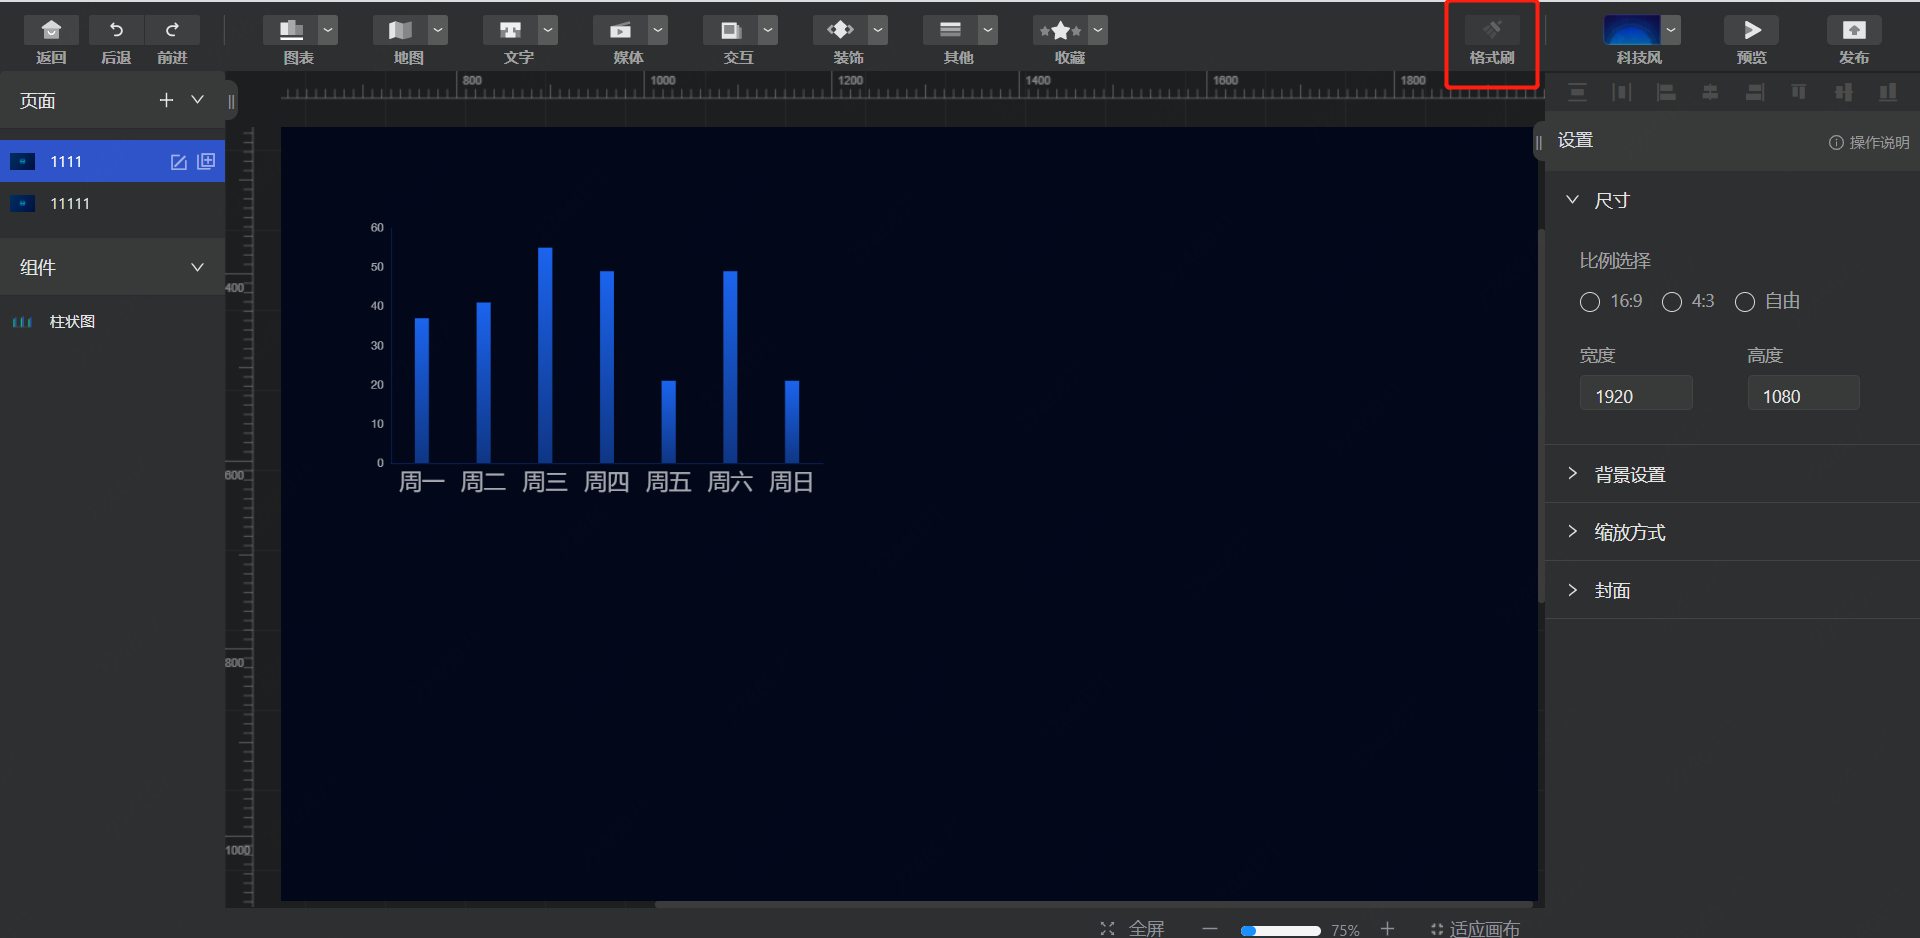 返回 后退 前进 图表 地图 文字 媒体 交互 装饰 其他 收藏 格式刷 科技风 预览 发布
800 1000 1200 1400 1600 1800
页面
1111
11111
组件
柱状图
400
600
800
1000
60
50
40
30
20
10
0
周一 周二 周三 周四 周五 周六 周日
设置 操作说明
尺寸
比例选择
16:9 4:3 自由
宽度 高度
1920 1080
背景设置
缩放方式
封面
全屏 75% 适应画布